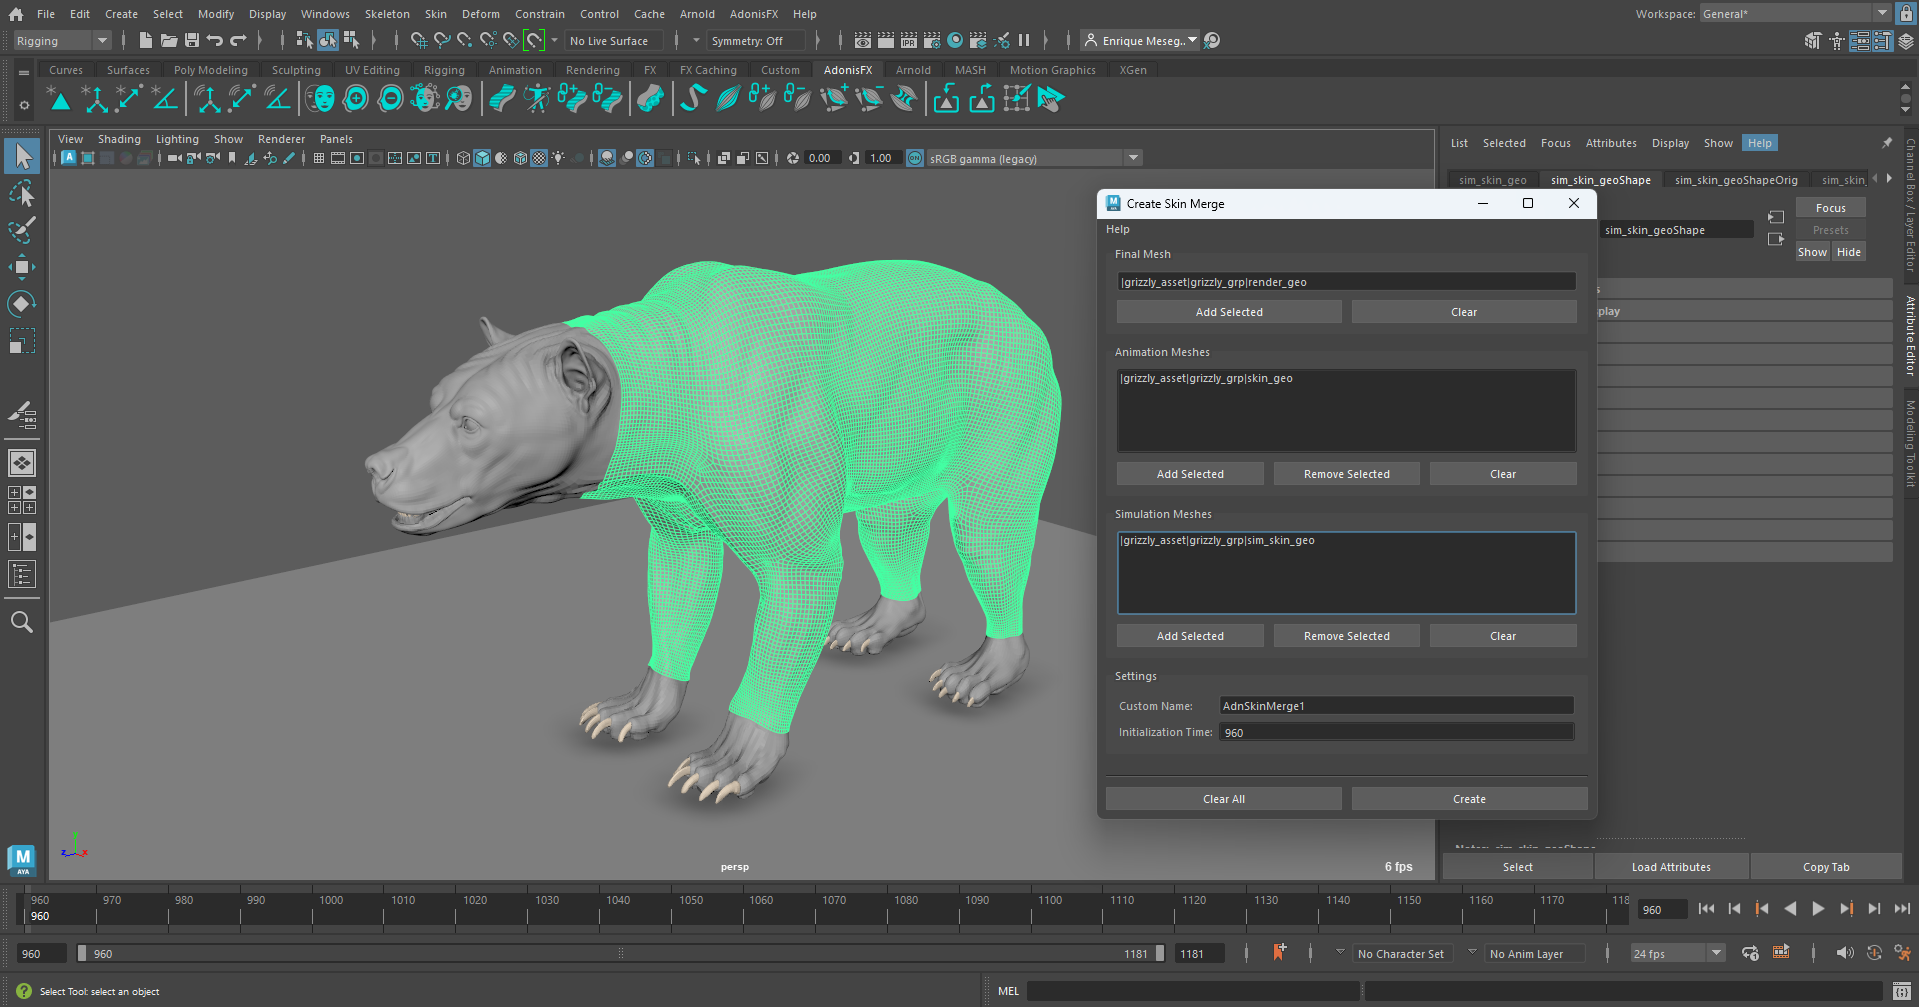 File Edit Create Select Modify Display Windows Skeleton Skin Deform Constrain Control Cache Arnold AdonisFX Help
Workspace: General*
Rigging
No Live Surface
Symmetry: Off
IPR
Enrique Meseg..
Curves Surfaces Poly Modeling Sculpting UV Editing Rigging Animation Rendering FX FX Caching Custom AdonisFX Arnold MASH Motion Graphics XGen
View Shading Lighting Show Renderer Panels
0.00
1.00
ON
sRGB gamma (legacy)
List Selected Focus Attributes Display Show Help
sim_skin_geo sim_skin_geoShape sim_skin_geoShapeOrig sim_skin_
sim_skin_geoShape
Focus
Presets
Show Hide
play
Channel Box / Layer Editor
Attribute Editor
Modeling Toolkit
Create Skin Merge
Help
Final Mesh
|grizzly_asset|grizzly_grp|render_geo
Add Selected Clear
Animation Meshes
|grizzly_asset|grizzly_grp|skin_geo
Add Selected Remove Selected Clear
Simulation Meshes
|grizzly_asset|grizzly_grp|sim_skin_geo
Add Selected Remove Selected Clear
Settings
Custom Name: AdnSkinMerge1
Initialization Time: 960
Clear All Create
y
z x
persp
6 fps
M
AYA
Select Load Attributes Copy Tab
960 970 980 990 1000 1010 1020 1030 1040 1050 1060 1070 1080 1090 1100 1110 1120 1130 1140 1150 1160 1170 118
960
960
960
960
1181
1181
No Character Set
No Anim Layer
24 fps
Select Tool: select an object
MEL